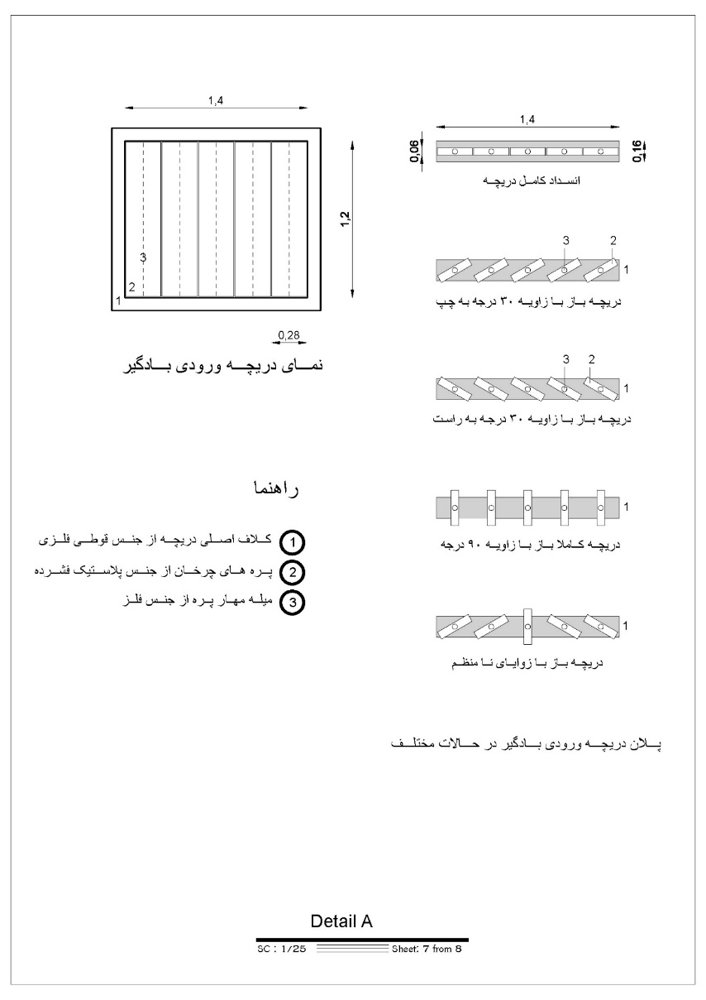 1,4
1,2
3
2
1
0,28
نمای دریچه ورودی بادگیر
1,4
0,06
0,16
انسداد کامل دریچه
3
2
1
دریچه باز با زاویه ۳۰ درجه به چپ
3
2
1
دریچه باز با زاویه ۳۰ درجه به راست
1
دریچه کاملا باز با زاویه ۹۰ درجه
1
دریچه باز با زوایای نا منظم
پلان دریچه ورودی بادگیر در حالات مختلف
راهنما
1 کلاف اصلی دریچه از جنس قوطی فلزی
2 پره های چرخان از جنس پلاستیک فشرده
3 میله مهار پره از جنس فلز
Detail A
SC : 1/25 Sheet: 7 from 8